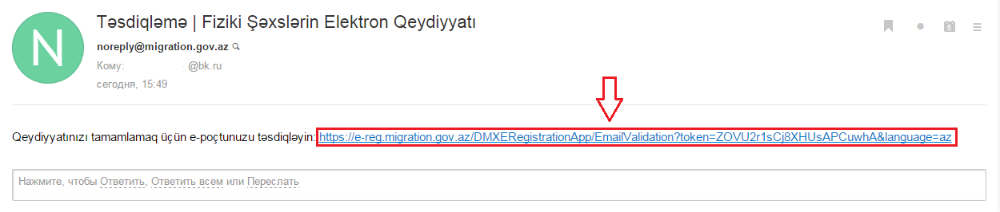 N
Təsdiqləmə | Fiziki Şəxslərin Elektron Qeydiyyatı
noreply@migration.gov.az
Кому: @bk.ru
сегодня, 15:49
5
Qeydiyyatınızı tamamlamaq üçün e-poçtunuzu təsdiqləyin: https://e-reg.migration.gov.az/DMXERegistrationApp/EmailValidation?token=ZOVU2r1sCj8XHUsAPCuwhA&language=az
Нажмите, чтобы Ответить, Ответить всем или Переслать